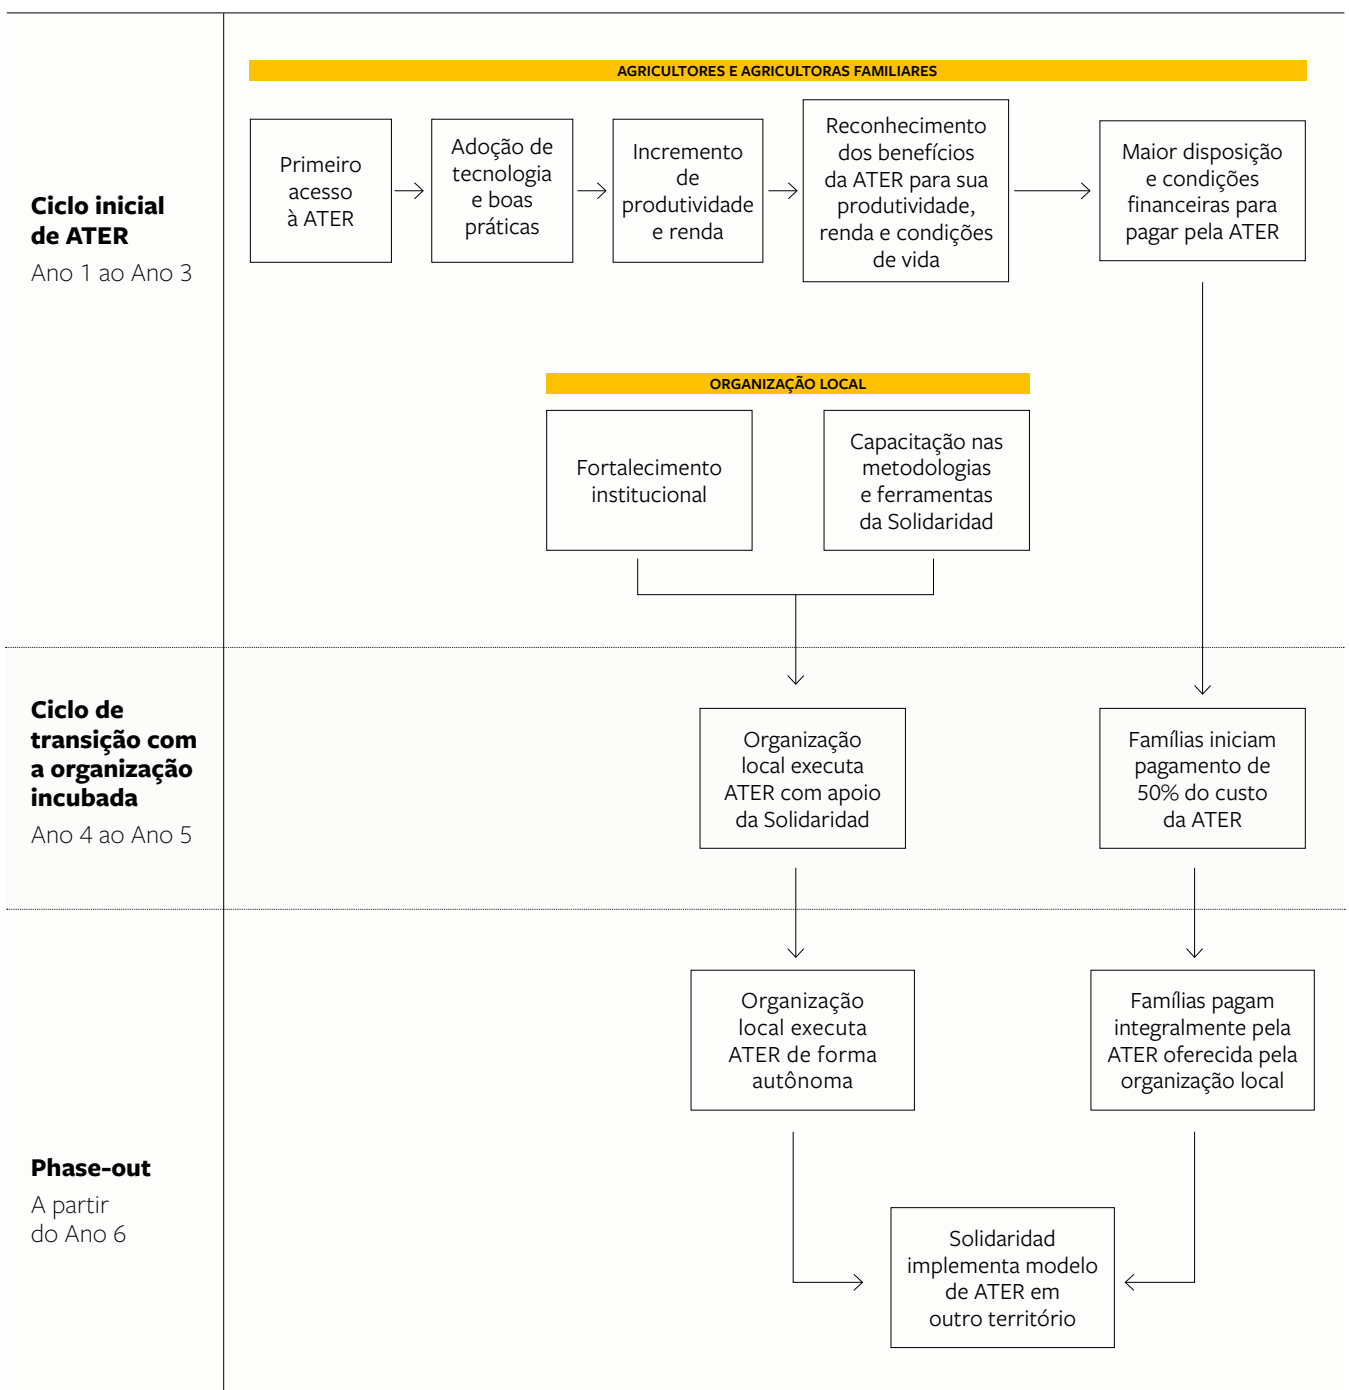 AGRICULTORES E AGRICULTORAS FAMILIARES
Ciclo inicial
de ATER
Ano 1 ao Ano 3
Primeiro
acesso
à ATER
Adoção de
tecnologia
e boas
práticas
Incremento
de
produtividade
e renda
Reconhecimento
dos benefícios
da ATER para sua
produtividade,
renda e condições
de vida
Maior disposição
e condições
financeiras para
pagar pela ATER
ORGANIZAÇÃO LOCAL
Fortalecimento
institucional
Capacitação nas
metodologias
e ferramentas
da Solidaridad
Ciclo de
transição com
a organização
incubada
Ano 4 ao Ano 5
Organização
local executa
ATER com apoio
da Solidaridad
Famílias iniciam
pagamento de
50% do custo
da ATER
Phase-out
A partir
do Ano 6
Organização
local executa
ATER de forma
autônoma
Famílias pagam
integralmente pela
ATER oferecida pela
organização local
Solidaridad
implementa modelo
de ATER em
outro território